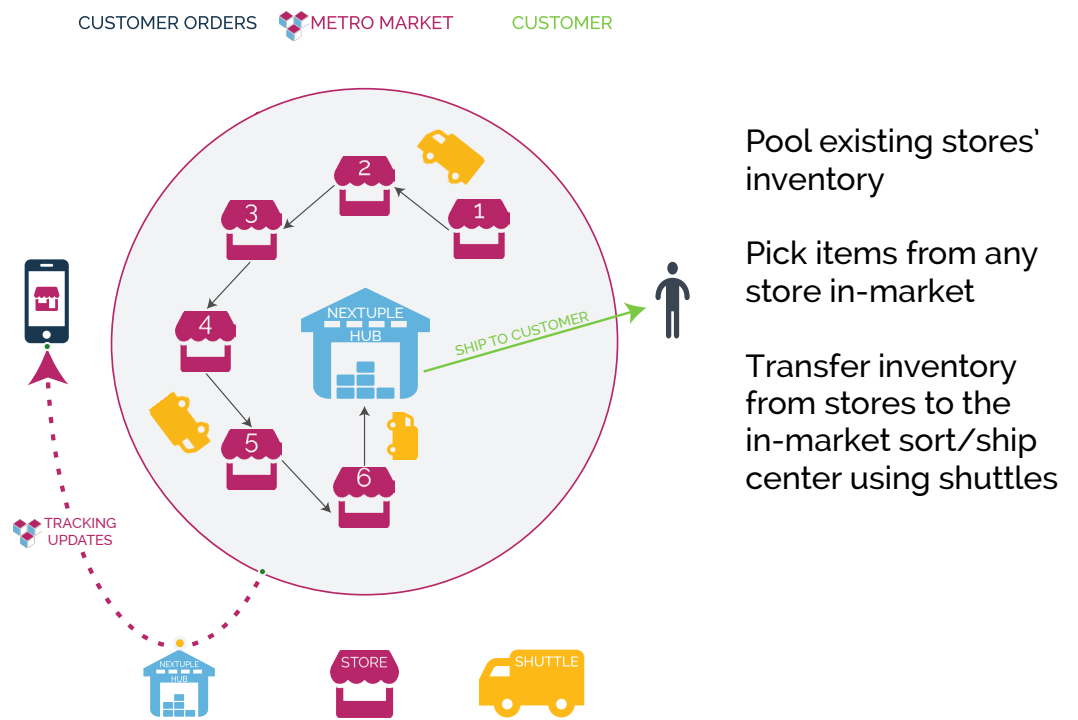 CUSTOMER ORDERS
METRO MARKET
CUSTOMER
2
1
3
4
5
6
NEXTUPLE
HUB
SHIP TO CUSTOMER
TRACKING
UPDATES
NEXTUPLE
HUB
STORE
SHUTTLE
Pool existing stores’
inventory
Pick items from any
store in-market
Transfer inventory
from stores to the
in-market sort/ship
center using shuttles